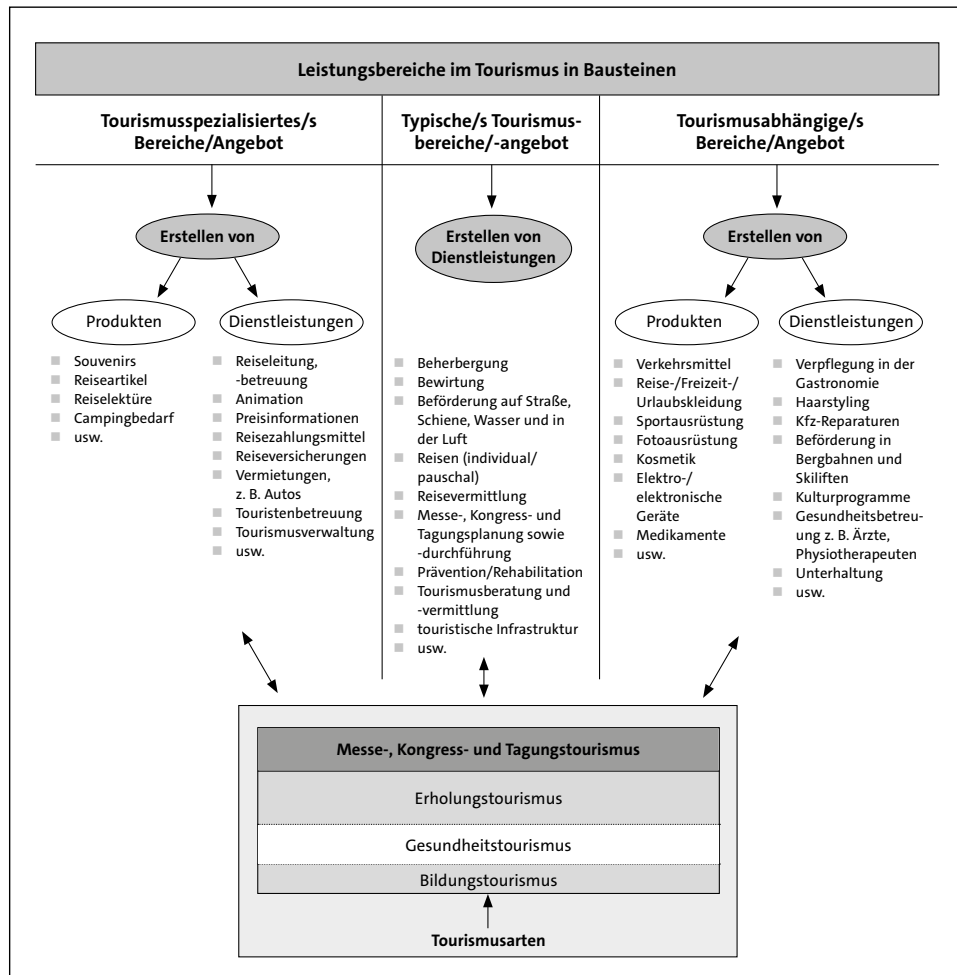 Leistungsbereiche im Tourismus in Bausteinen
Tourismusspezialisiertes/s
Bereiche/Angebot
Typische/s Tourismus-
bereiche/-angebot
Tourismusabhängige/s
Bereiche/Angebot
Erstellen von
Produkten
Dienstleistungen
Souvenirs
Reiseartikel
Reiselektüre
Campingbedarf
usw.
Reiseleitung,
-betreuung
Animation
Preisinformationen
Reisezahlungsmittel
Reiseversicherungen
Vermietungen,
z. B. Autos
Touristenbetreuung
Tourismusverwaltung
usw.
Erstellen von
Dienstleistungen
Beherbergung
Bewirtung
Beförderung auf Straße,
Schiene, Wasser und in
der Luft
Reisen (individual/
pauschal)
Reisevermittlung
Messe-, Kongress- und
Tagungsplanung sowie
-durchführung
Prävention/Rehabilitation
Tourismusberatung und
-vermittlung
touristische Infrastruktur
usw.
Erstellen von
Produkten
Dienstleistungen
Verkehrsmittel
Reise-/Freizeit-/
Urlaubskleidung
Sportausrüstung
Fotoausrüstung
Kosmetik
Elektro-/
elektronische
Geräte
Medikamente
usw.
Verpflegung in der
Gastronomie
Haarstyling
Kfz-Reparaturen
Beförderung in
Bergbahnen und
Skiliften
Kulturprogramme
Gesundheitsbetreu-
ung z. B. Ärzte,
Physiotherapeuten
Unterhaltung
usw.
Messe-, Kongress- und Tagungstourismus
Erholungstourismus
Gesundheitstourismus
Bildungstourismus
Tourismusarten